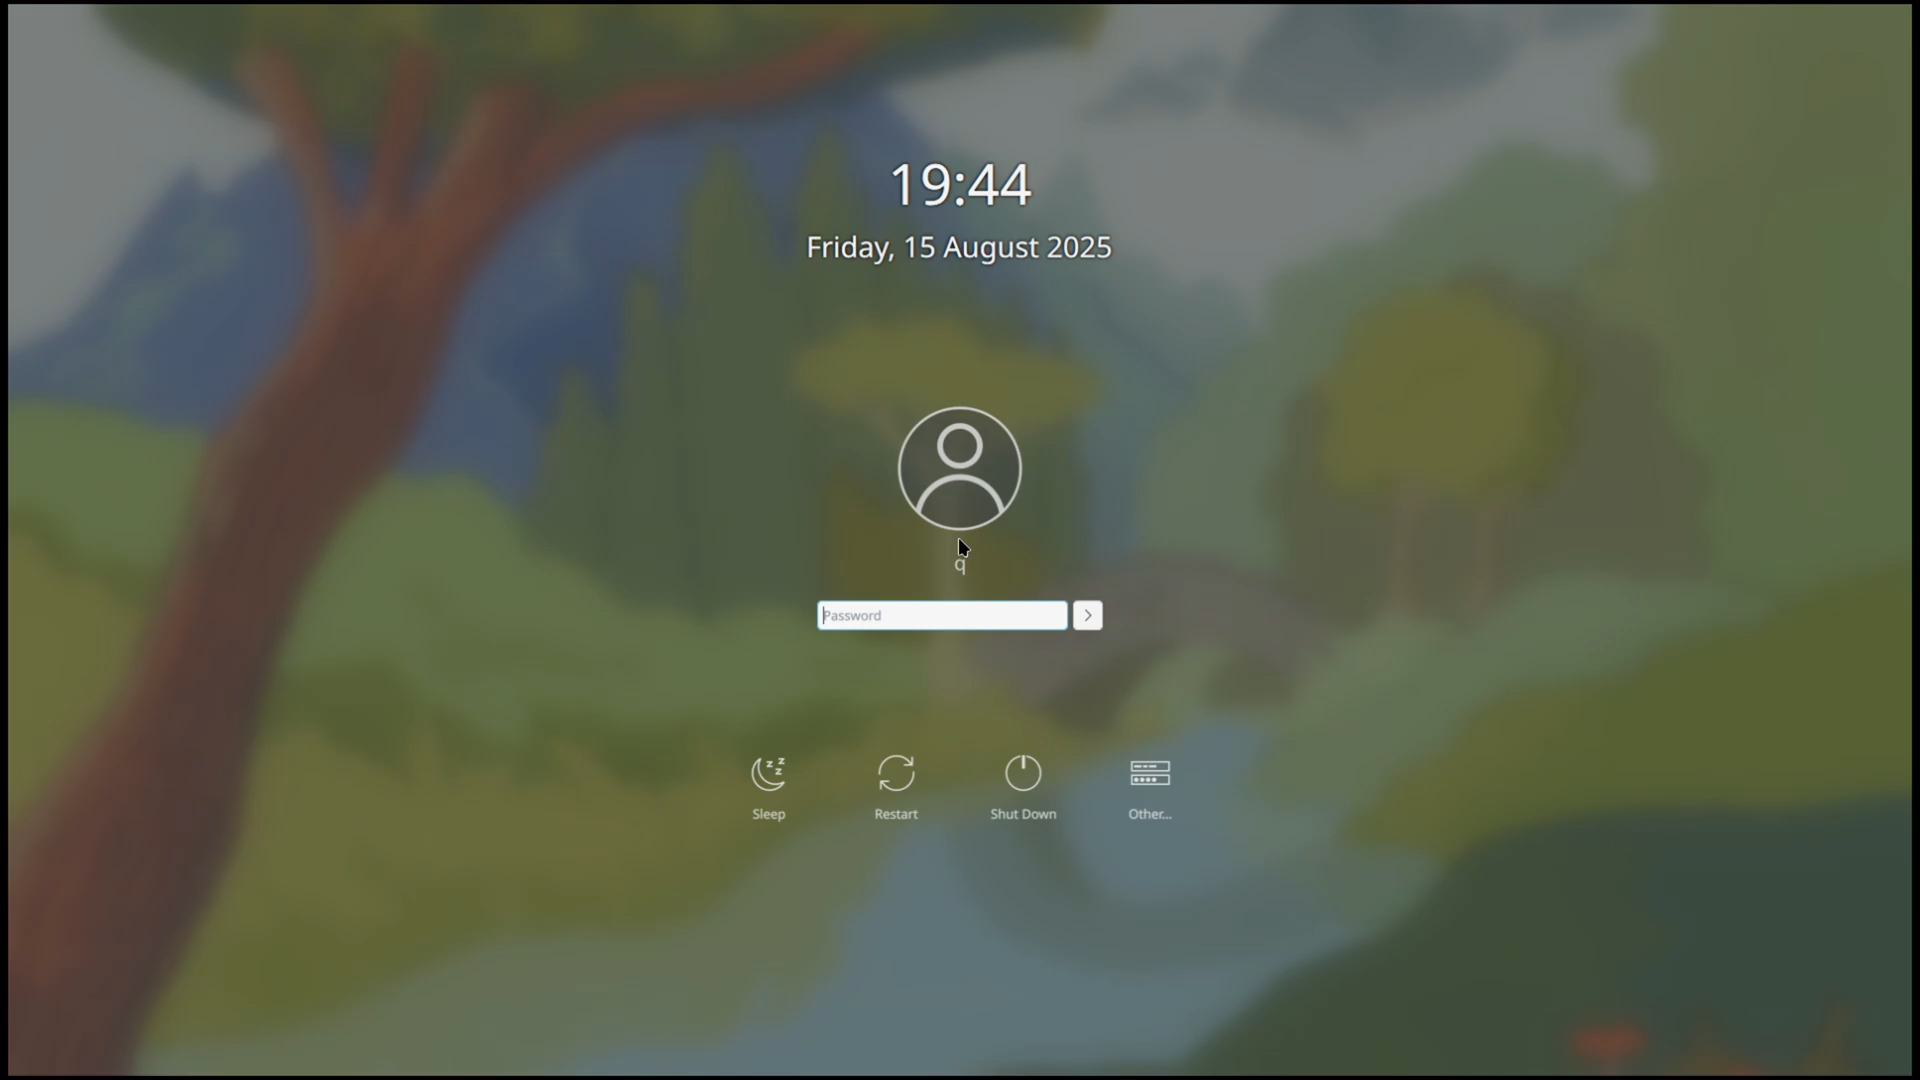 19:44
Friday, 15 August 2025
q
Password
Sleep
Restart
Shut Down
Other...